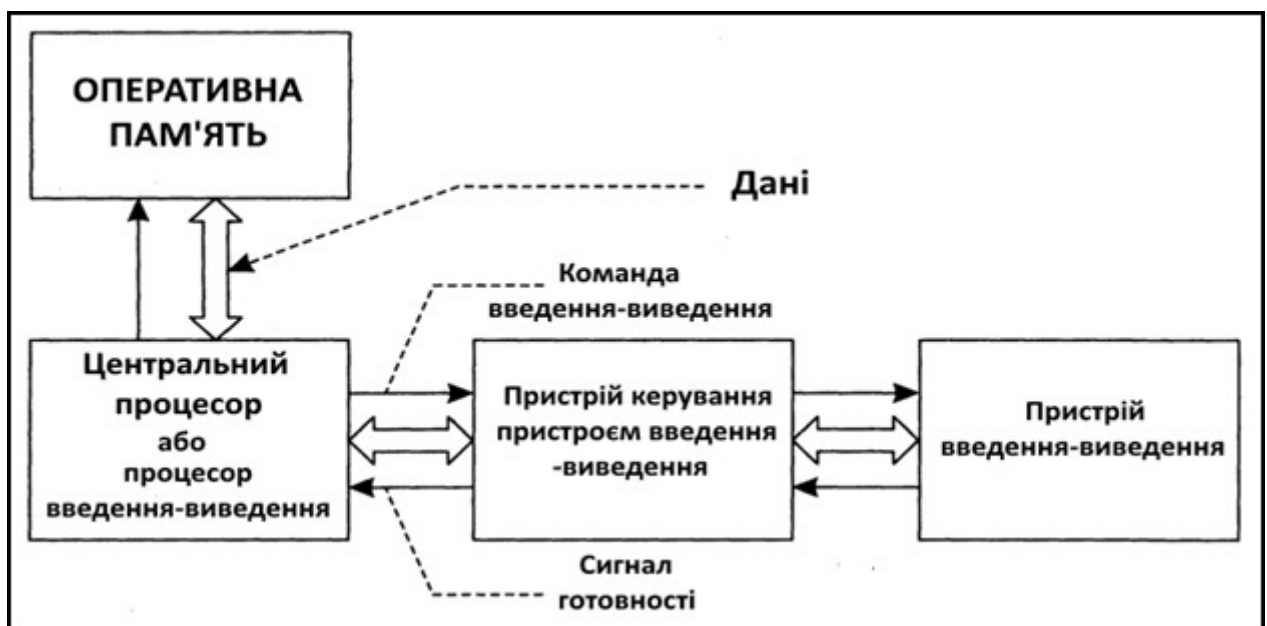 ОПЕРАТИВНА
ПАМ'ЯТЬ
Дані
Команда
введення-виведення
Центральний
процесор
або
процесор
введення-виведення
Пристрій керування
пристроєм введення
-виведення
Пристрій
введення-виведення
Сигнал
готовності